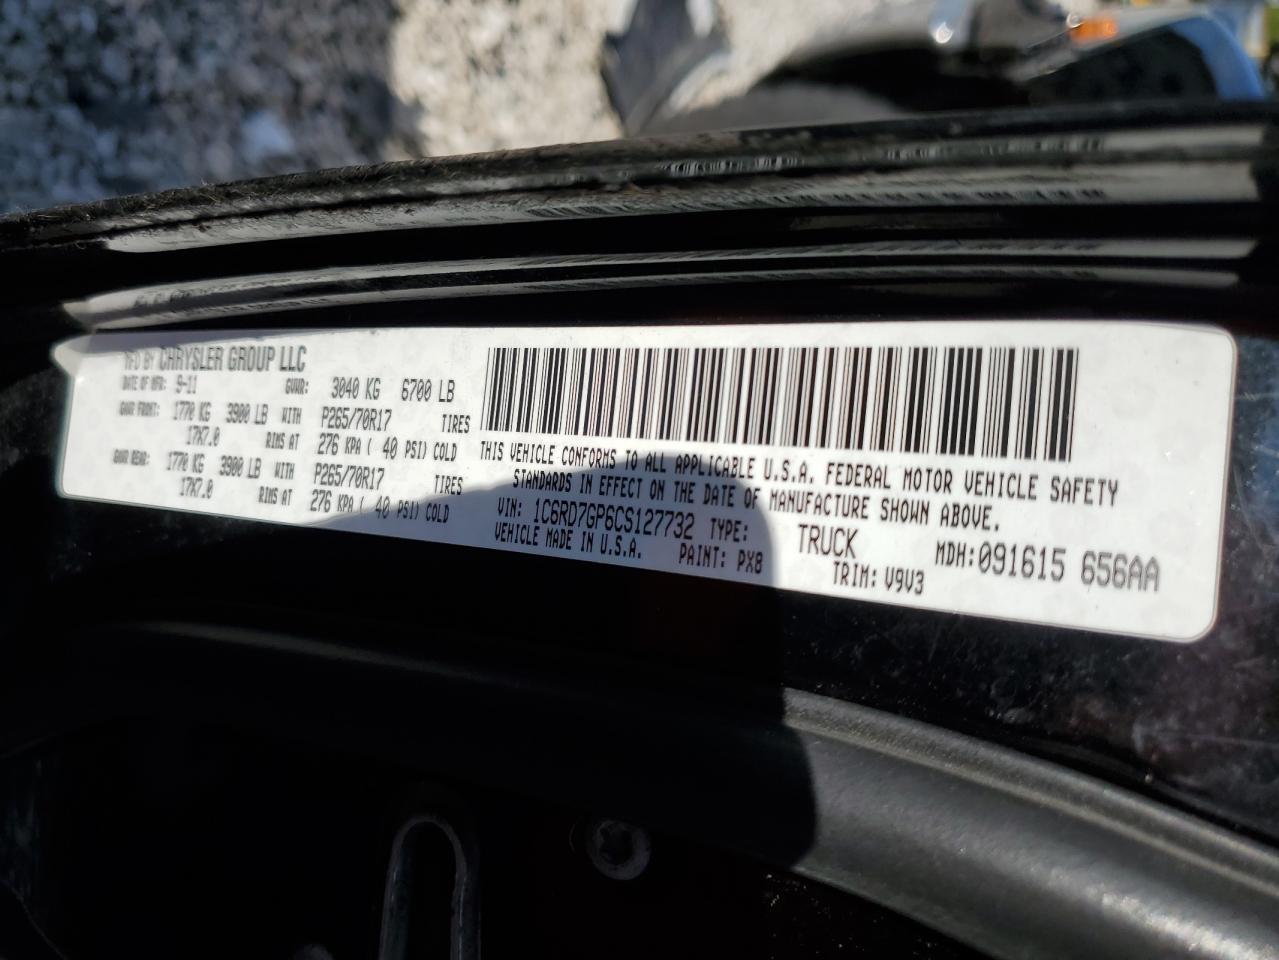 MFD BY CHRYSLER GROUP LLC
DATE OF MFR: 9-11 GVWR: 3040 KG 6700 LB
GAWR FRONT: 1770 KG 3900 LB WITH P265/70R17 TIRES
17X7.0 RIMS AT 276 KPA ( 40 PSI) COLD
GAWR REAR: 1770 KG 3900 LB WITH P265/70R17 TIRES
17X7.0 RIMS AT 276 KPA ( 40 PSI) COLD
THIS VEHICLE CONFORMS TO ALL APPLICABLE U.S.A. FEDERAL MOTOR VEHICLE SAFETY
STANDARDS IN EFFECT ON THE DATE OF MANUFACTURE SHOWN ABOVE.
VIN: 1C6RD7GP6CS127732 TYPE: TRUCK MDH:091615 656AA
VEHICLE MADE IN U.S.A. PAINT: PX8 TRIM: V9V3